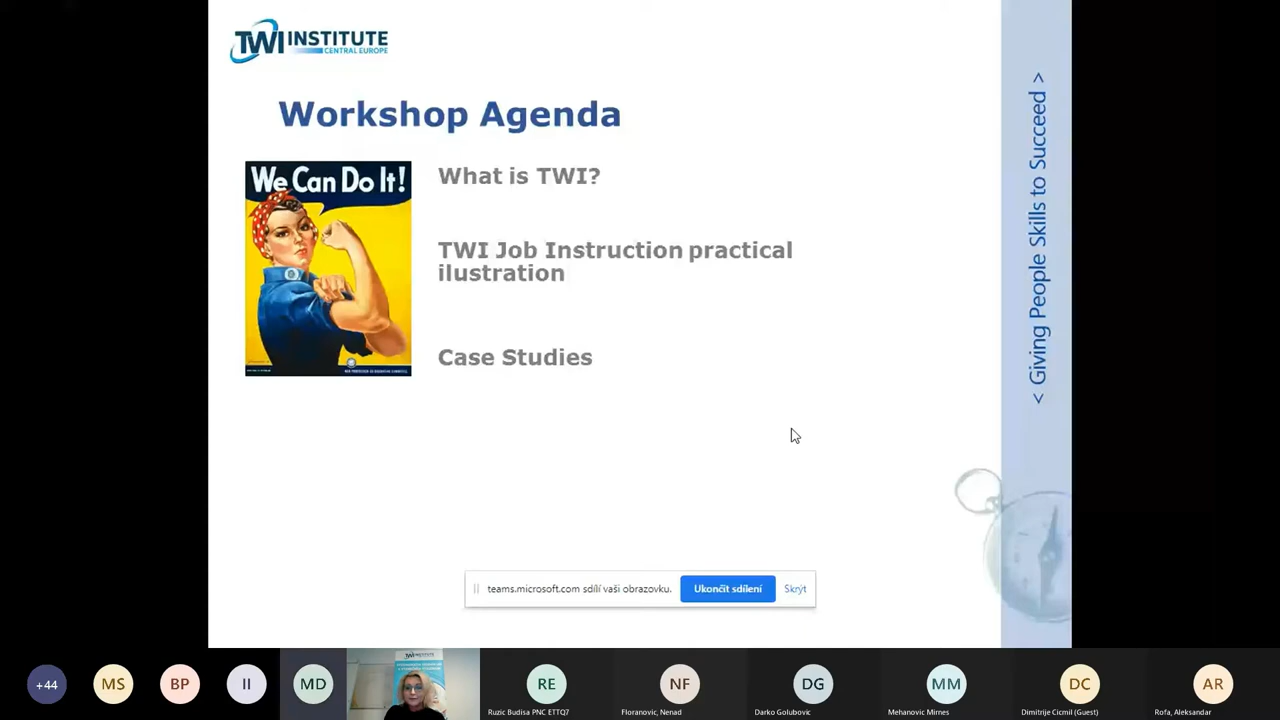 TWI INSTITUTE
CENTRAL EUROPE
Workshop Agenda
We Can Do It!
What is TWI?
TWI Job Instruction practical
ilustration
Case Studies
< Giving People Skills to Succeed >
teams.microsoft.com sdílí vaši obrazovku.
Ukončit sdílení
Skrýt
+44
MS
BP
II
MD
TWI INSTITUTE
RE
NF
DG
MM
DC
AR
Ruzic Budisa PNC ETTQ7
Floranovic, Nenad
Darko Golubovic
Mehanovic Mirnes
Dimitrije Cicmil (Guest)
Rofa, Aleksandar